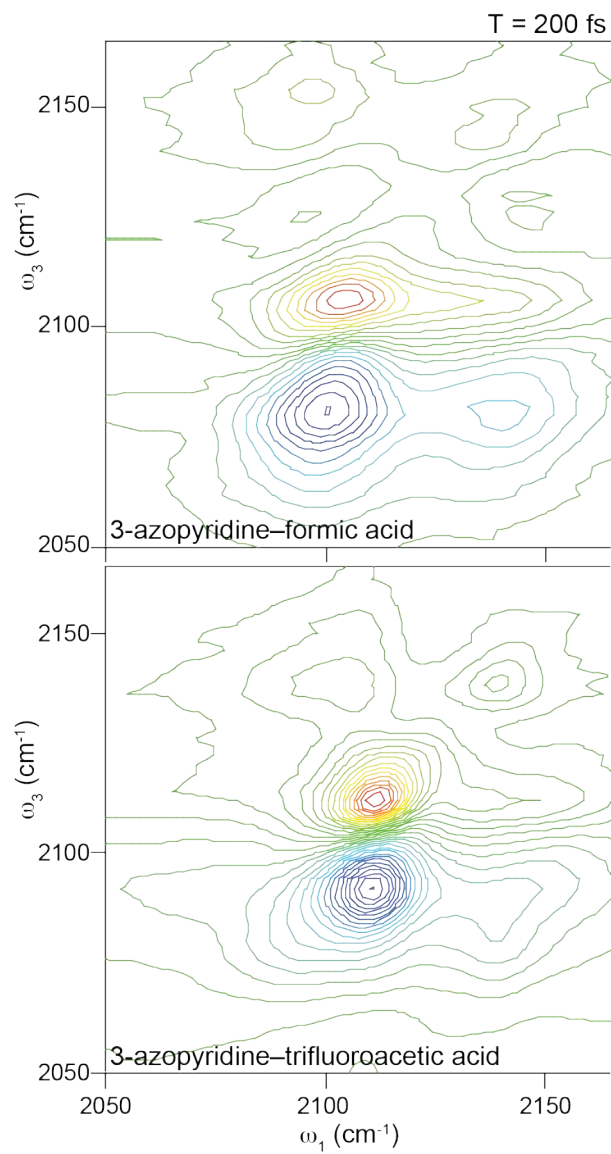 T = 200 fs
2150
ω3 (cm-1)
2100
2050
3-azopyridine–formic acid
2150
ω3 (cm-1)
2100
2050
3-azopyridine–trifluoroacetic acid
2050
2100
2150
ω1 (cm-1)